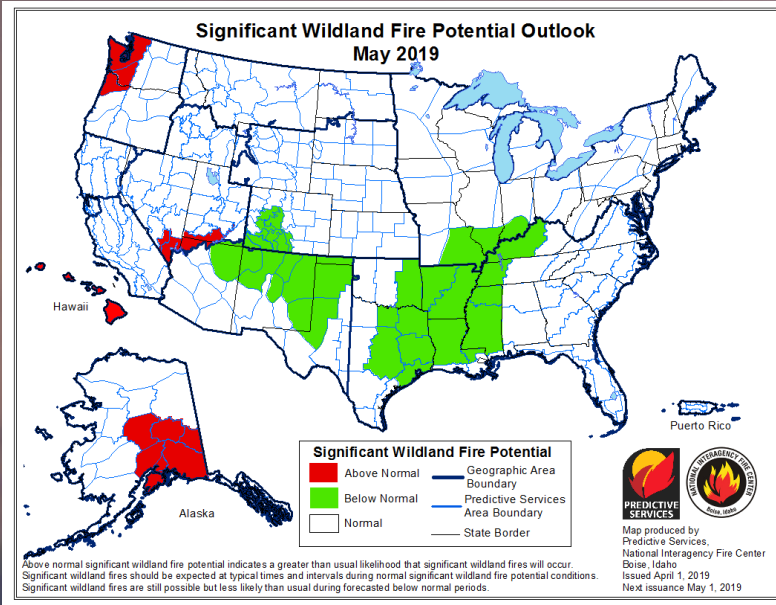 Significant Wildland Fire Potential Outlook
May 2019
Hawaii
Puerto Rico
Alaska
Significant Wildland Fire Potential
Above Normal
Below Normal
Normal
Geographic Area
Boundary
Predictive Services
Area Boundary
State Border
PREDICTIVE
SERVICES
NATIONAL INTERAGENCY FIRE CENTER
Boise, Idaho
Map produced by
Predictive Services,
National Interagency Fire Center
Boise, Idaho
Issued April 1, 2019
Next issuance May 1, 2019
Above normal significant wildland fire potential indicates a greater than usual likelihood that significant wildland fires will occur.
Significant wildland fires should be expected at typical times and intervals during normal significant wildland fire potential conditions.
Significant wildland fires are still possible but less likely than usual during forecasted below normal periods.